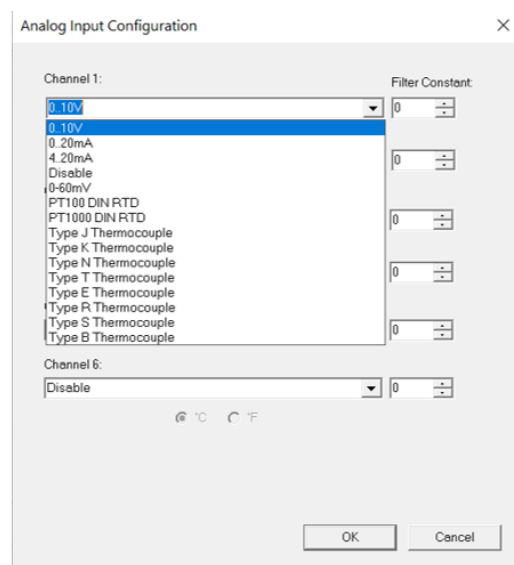 Analog Input Configuration
Channel 1:
Filter Constant:
0..10V
0
0..10V
0..20mA
4..20mA
0
Disable
0-60mV
PT100 DIN RTD
PT1000 DIN RTD
0
Type J Thermocouple
Type K Thermocouple
Type N Thermocouple
0
Type T Thermocouple
Type E Thermocouple
Type R Thermocouple
Type S Thermocouple
0
Type B Thermocouple
Channel 6:
Disable
0
°C
°F
OK
Cancel